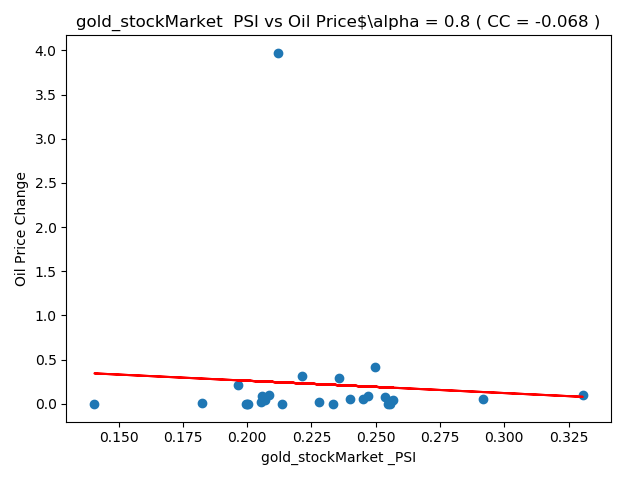 gold_stockMarket  PSI vs Oil Price$\alpha = 0.8 ( CC = -0.068 )
4.0
3.5
3.0
2.5
2.0
1.5
1.0
0.5
0.0
Oil Price Change
0.150 0.175 0.200 0.225 0.250 0.275 0.300 0.325
gold_stockMarket _PSI